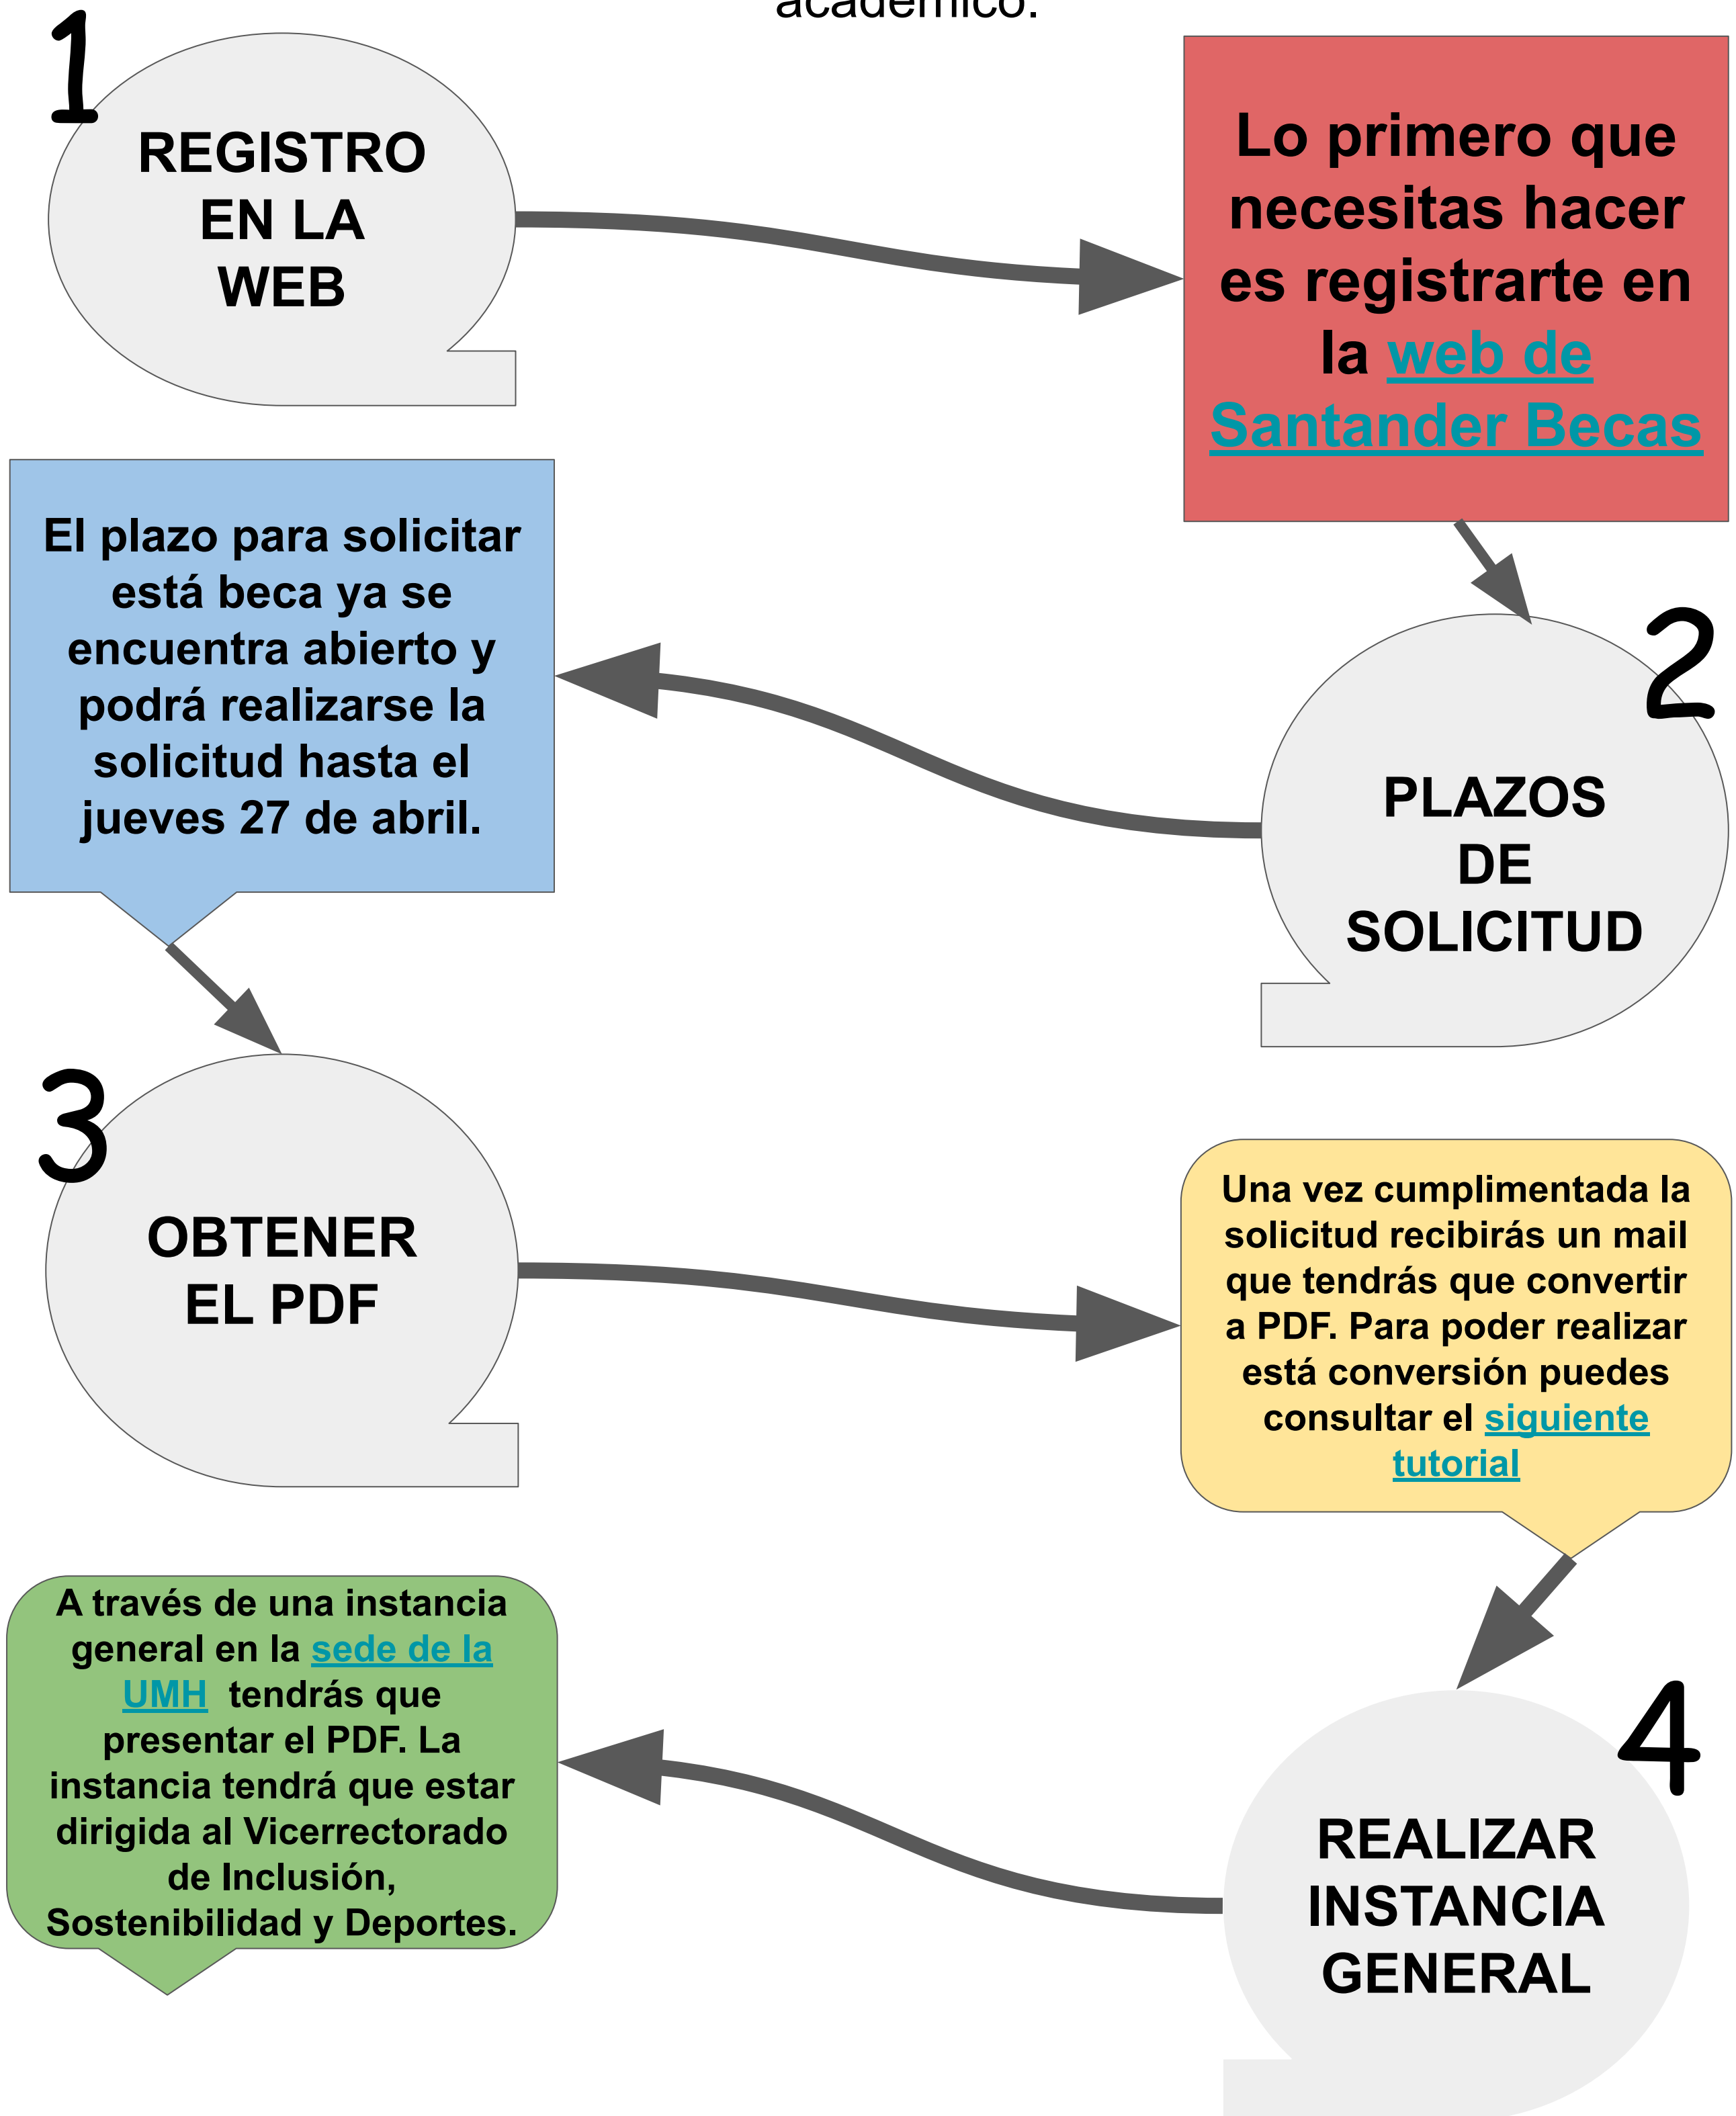 académico.
1
REGISTRO
EN LA
WEB
Lo primero que
necesitas hacer
es registrarte en
la web de
Santander Becas
2
PLAZOS
DE
SOLICITUD
El plazo para solicitar
está beca ya se
encuentra abierto y
podrá realizarse la
solicitud hasta el
jueves 27 de abril.
3
OBTENER
EL PDF
Una vez cumplimentada la
solicitud recibirás un mail
que tendrás que convertir
a PDF. Para poder realizar
está conversión puedes
consultar el siguiente
tutorial
4
REALIZAR
INSTANCIA
GENERAL
A través de una instancia
general en la sede de la
UMH tendrás que
presentar el PDF. La
instancia tendrá que estar
dirigida al Vicerrectorado
de Inclusión,
Sostenibilidad y Deportes.